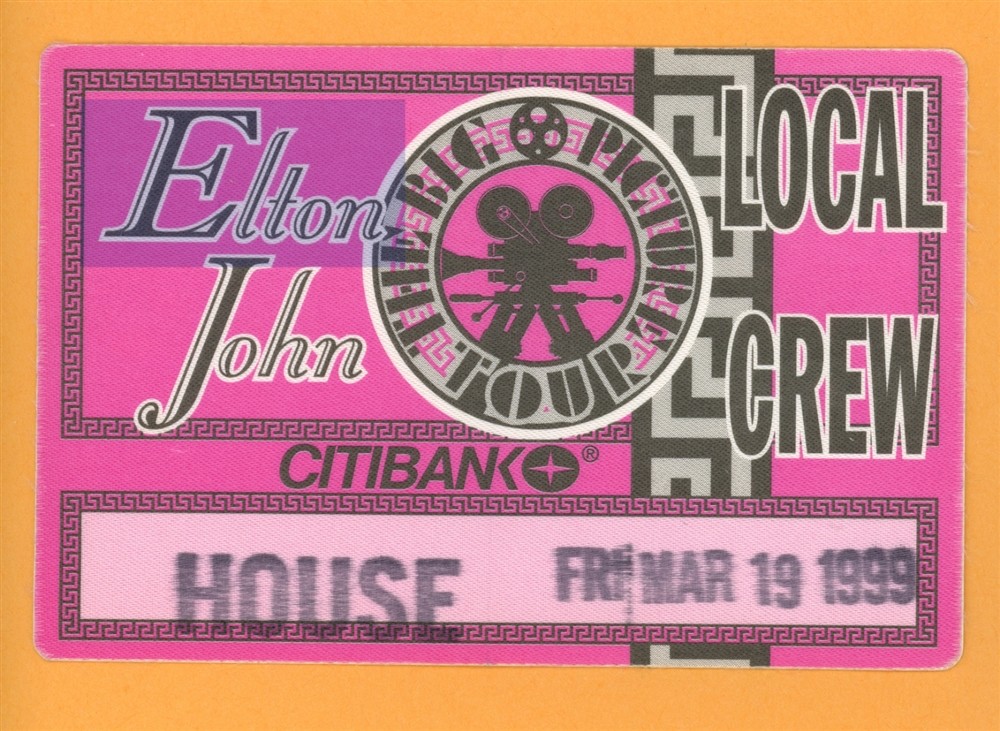 Elton
John
THE BIG PICTURE
TOUR
LOCAL
CREW
CITIBANK®
HOUSE
FRI MAR 19 1999